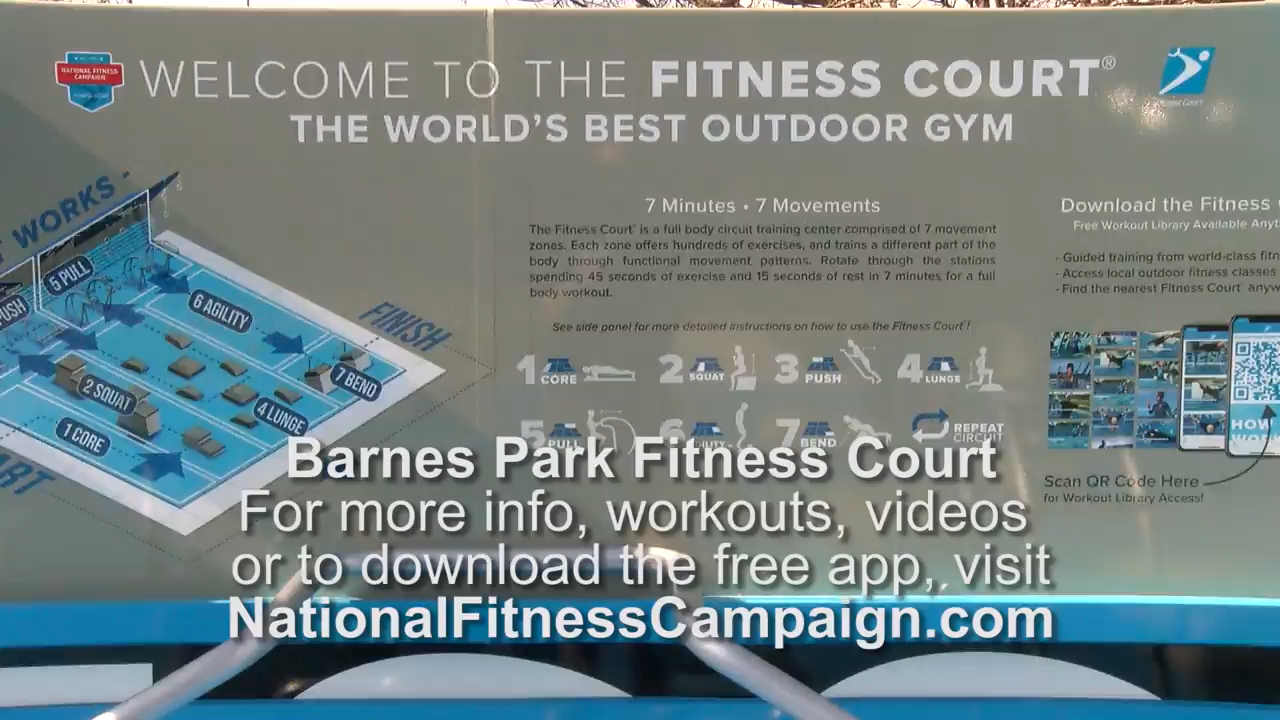 NATIONAL FITNESS
CAMPAIGN
WELCOME TO THE FITNESS COURT®
THE WORLD'S BEST OUTDOOR GYM
WORKS -
7 Minutes • 7 Movements
The Fitness Court® is a full body circuit training center comprised of 7 movement
zones. Each zone offers hundreds of exercises, and trains a different part of the
body through functional movement patterns. Rotate through the stations
spending 45 seconds of exercise and 15 seconds of rest in 7 minutes for a full
body workout.
See side panel for more detailed instructions on how to use the Fitness Court®!
1 CORE
2 SQUAT
3 PUSH
4 LUNGE
5 PULL
6 AGILITY
7 BEND
REPEAT
CIRCUIT
5 PULL
6 AGILITY
PUSH
2 SQUAT
7 BEND
4 LUNGE
1 CORE
FINISH
ART
Download the Fitness
Free Workout Library Available
- Guided training from world-class
- Access local outdoor fitness classes
- Find the nearest Fitness Court®
HOW
Scan QR Code Here
for Workout Library Access!
Barnes Park Fitness Court
For more info, workouts, videos
or to download the free app, visit
NationalFitnessCampaign.com